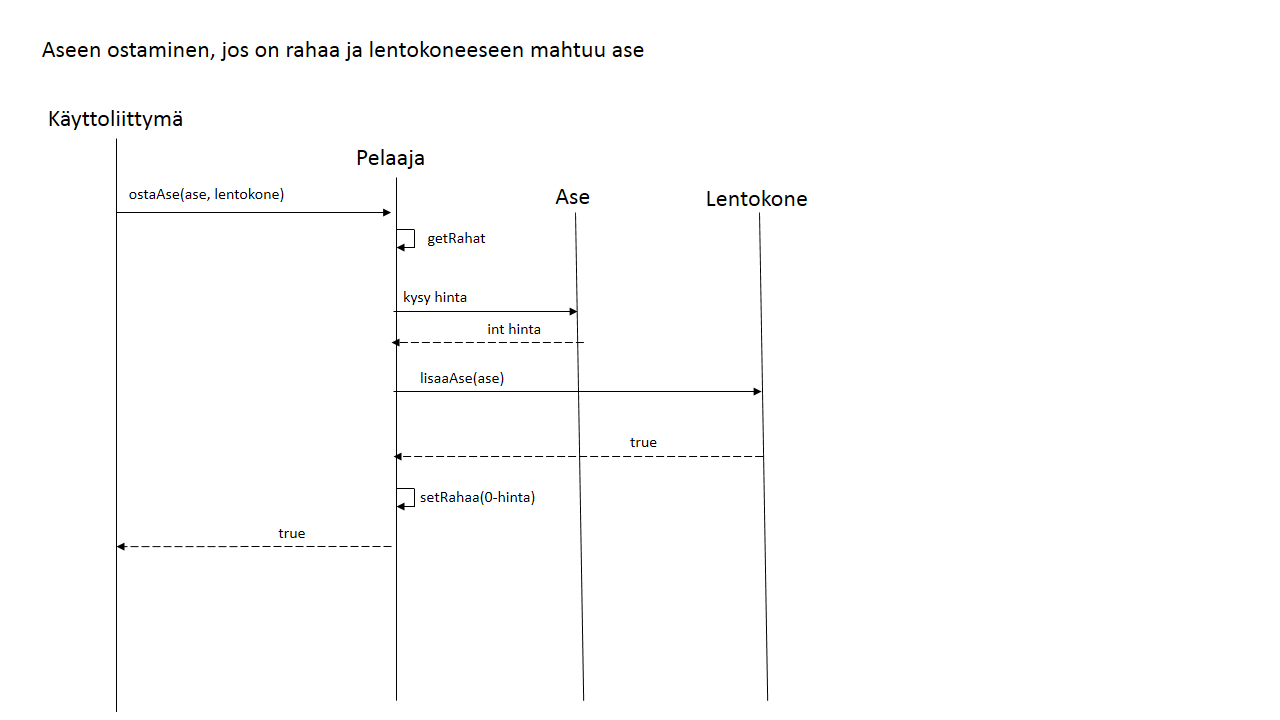 Aseen ostaminen, jos on rahaa ja lentokoneeseen mahtuu ase
Käyttoliittymä
Pelaaja
Ase
Lentokone
ostaAse(ase, lentokone)
getRahat
kysy hinta
int hinta
lisaaAse(ase)
true
setRahaa(0-hinta)
true